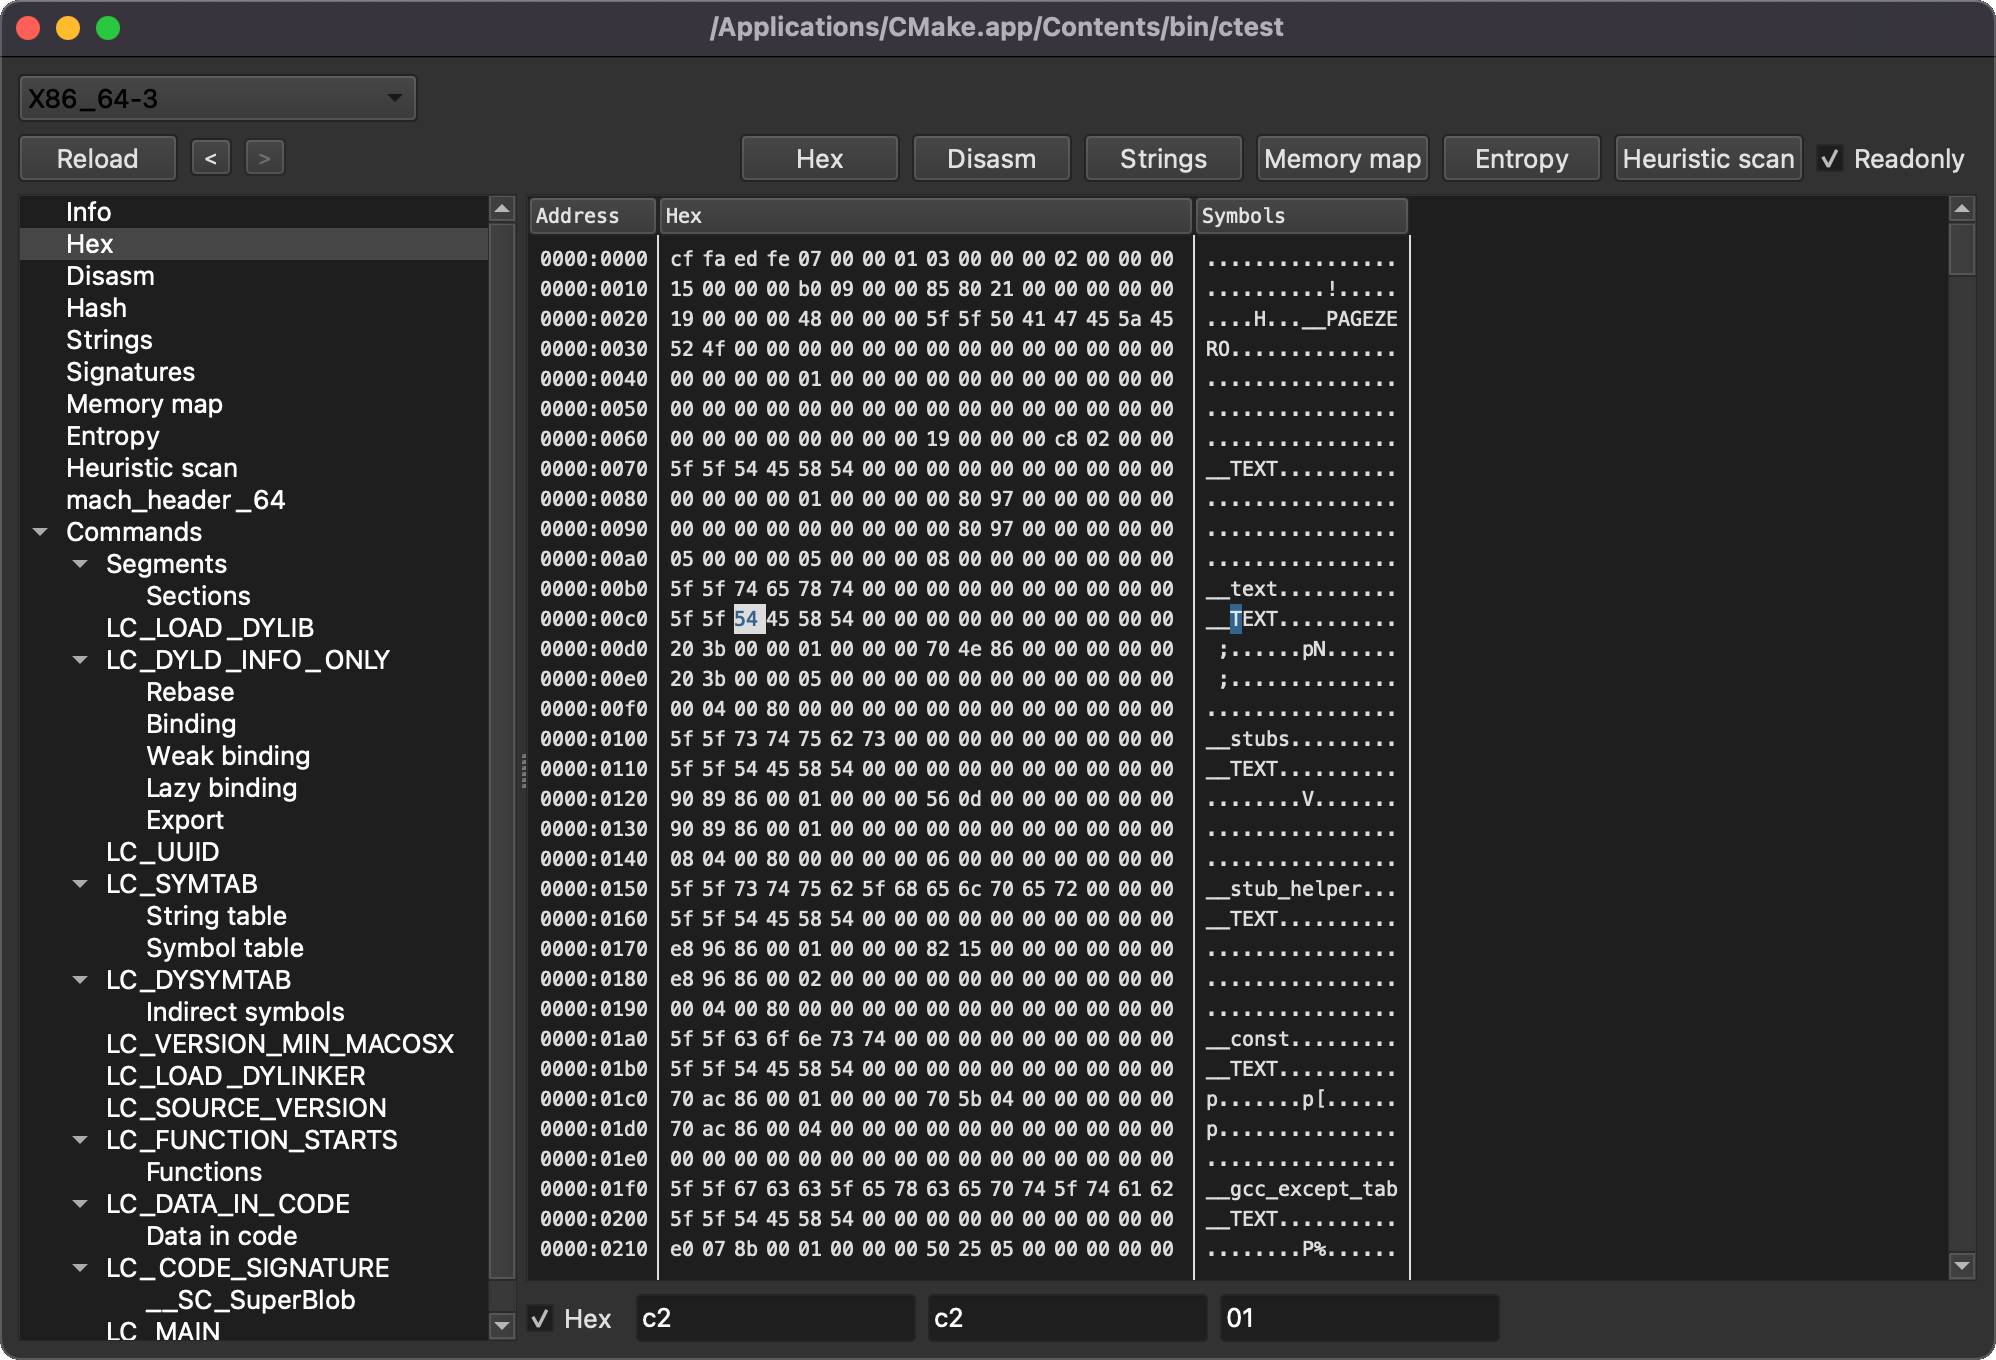 /Applications/CMake.app/Contents/bin/ctest
X86_64-3
Reload < > Hex Disasm Strings Memory map Entropy Heuristic scan Readonly
Info
Hex
Disasm
Hash
Strings
Signatures
Memory map
Entropy
Heuristic scan
mach_header_64
Commands
Segments
Sections
LC_LOAD_DYLIB
LC_DYLD_INFO_ONLY
Rebase
Binding
Weak binding
Lazy binding
Export
LC_UUID
LC_SYMTAB
String table
Symbol table
LC_DYSYMTAB
Indirect symbols
LC_VERSION_MIN_MACOSX
LC_LOAD_DYLINKER
LC_SOURCE_VERSION
LC_FUNCTION_STARTS
Functions
LC_DATA_IN_CODE
Data in code
LC_CODE_SIGNATURE
__SC_SuperBlob
LC_MAIN
Address Hex Symbols
0000:0000 cf fa ed fe 07 00 00 01 03 00 00 00 02 00 00 00 ................
0000:0010 15 00 00 00 b0 09 00 00 85 80 21 00 00 00 00 00 ..........!.....
0000:0020 19 00 00 00 48 00 00 00 5f 5f 50 41 47 45 5a 45 ....H...__PAGEZE
0000:0030 52 4f 00 00 00 00 00 00 00 00 00 00 00 00 00 00 RO..............
0000:0040 00 00 00 00 01 00 00 00 00 00 00 00 00 00 00 00 ................
0000:0050 00 00 00 00 00 00 00 00 00 00 00 00 00 00 00 00 ................
0000:0060 00 00 00 00 00 00 00 00 19 00 00 00 c8 02 00 00 ................
0000:0070 5f 5f 54 45 58 54 00 00 00 00 00 00 00 00 00 00 __TEXT..........
0000:0080 00 00 00 00 01 00 00 00 00 80 97 00 00 00 00 00 ................
0000:0090 00 00 00 00 00 00 00 00 00 80 97 00 00 00 00 00 ................
0000:00a0 05 00 00 00 05 00 00 00 08 00 00 00 00 00 00 00 ................
0000:00b0 5f 5f 74 65 78 74 00 00 00 00 00 00 00 00 00 00 __text..........
0000:00c0 5f 5f 54 45 58 54 00 00 00 00 00 00 00 00 00 00 __TEXT..........
0000:00d0 20 3b 00 00 01 00 00 00 70 4e 86 00 00 00 00 00  ;......pN......
0000:00e0 20 3b 00 00 05 00 00 00 00 00 00 00 00 00 00 00  ;..............
0000:00f0 00 04 00 80 00 00 00 00 00 00 00 00 00 00 00 00 ................
0000:0100 5f 5f 73 74 75 62 73 00 00 00 00 00 00 00 00 00 __stubs.........
0000:0110 5f 5f 54 45 58 54 00 00 00 00 00 00 00 00 00 00 __TEXT..........
0000:0120 90 89 86 00 01 00 00 00 56 0d 00 00 00 00 00 00 ........V.......
0000:0130 90 89 86 00 01 00 00 00 00 00 00 00 00 00 00 00 ................
0000:0140 08 04 00 80 00 00 00 00 06 00 00 00 00 00 00 00 ................
0000:0150 5f 5f 73 74 75 62 5f 68 65 6c 70 65 72 00 00 00 __stub_helper...
0000:0160 5f 5f 54 45 58 54 00 00 00 00 00 00 00 00 00 00 __TEXT..........
0000:0170 e8 96 86 00 01 00 00 00 82 15 00 00 00 00 00 00 ................
0000:0180 e8 96 86 00 02 00 00 00 00 00 00 00 00 00 00 00 ................
0000:0190 00 04 00 80 00 00 00 00 00 00 00 00 00 00 00 00 ................
0000:01a0 5f 5f 63 6f 6e 73 74 00 00 00 00 00 00 00 00 00 __const.........
0000:01b0 5f 5f 54 45 58 54 00 00 00 00 00 00 00 00 00 00 __TEXT..........
0000:01c0 70 ac 86 00 01 00 00 00 70 5b 04 00 00 00 00 00 p.......p[......
0000:01d0 70 ac 86 00 04 00 00 00 00 00 00 00 00 00 00 00 p...............
0000:01e0 00 00 00 00 00 00 00 00 00 00 00 00 00 00 00 00 ................
0000:01f0 5f 5f 67 63 63 5f 65 78 63 65 70 74 5f 74 61 62 __gcc_except_tab
0000:0200 5f 5f 54 45 58 54 00 00 00 00 00 00 00 00 00 00 __TEXT..........
0000:0210 e0 07 8b 00 01 00 00 00 50 25 05 00 00 00 00 00 ........P%......
Hex c2 c2 01